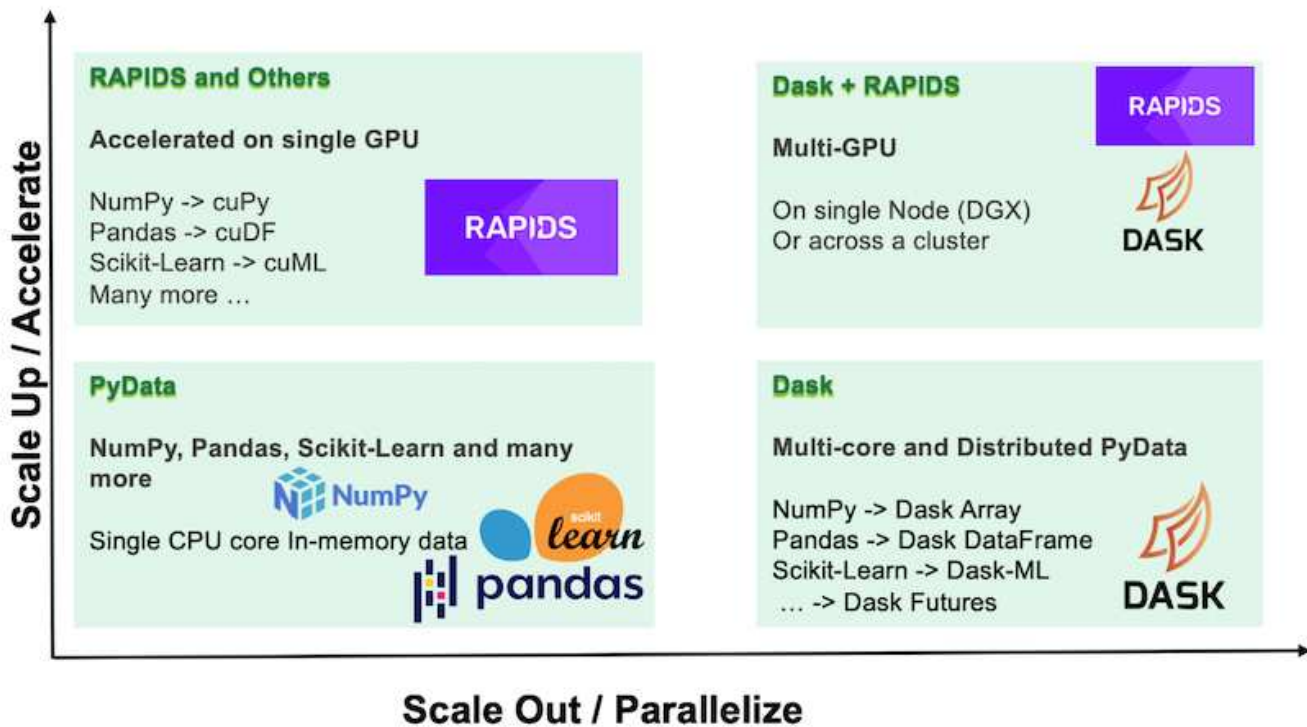 Scale Up / Accelerate
RAPIDS and Others
Accelerated on single GPU
NumPy -> cuPy
Pandas -> cuDF
Scikit-Learn -> cuML
Many more …
RAPIDS
Dask + RAPIDS
Multi-GPU
On single Node (DGX)
Or across a cluster
RAPIDS
DASK
PyData
NumPy, Pandas, Scikit-Learn and many
more
NumPy
Single CPU core In-memory data
scikit
learn
pandas
Dask
Multi-core and Distributed PyData
NumPy -> Dask Array
Pandas -> Dask DataFrame
Scikit-Learn -> Dask-ML
… -> Dask Futures
DASK
Scale Out / Parallelize